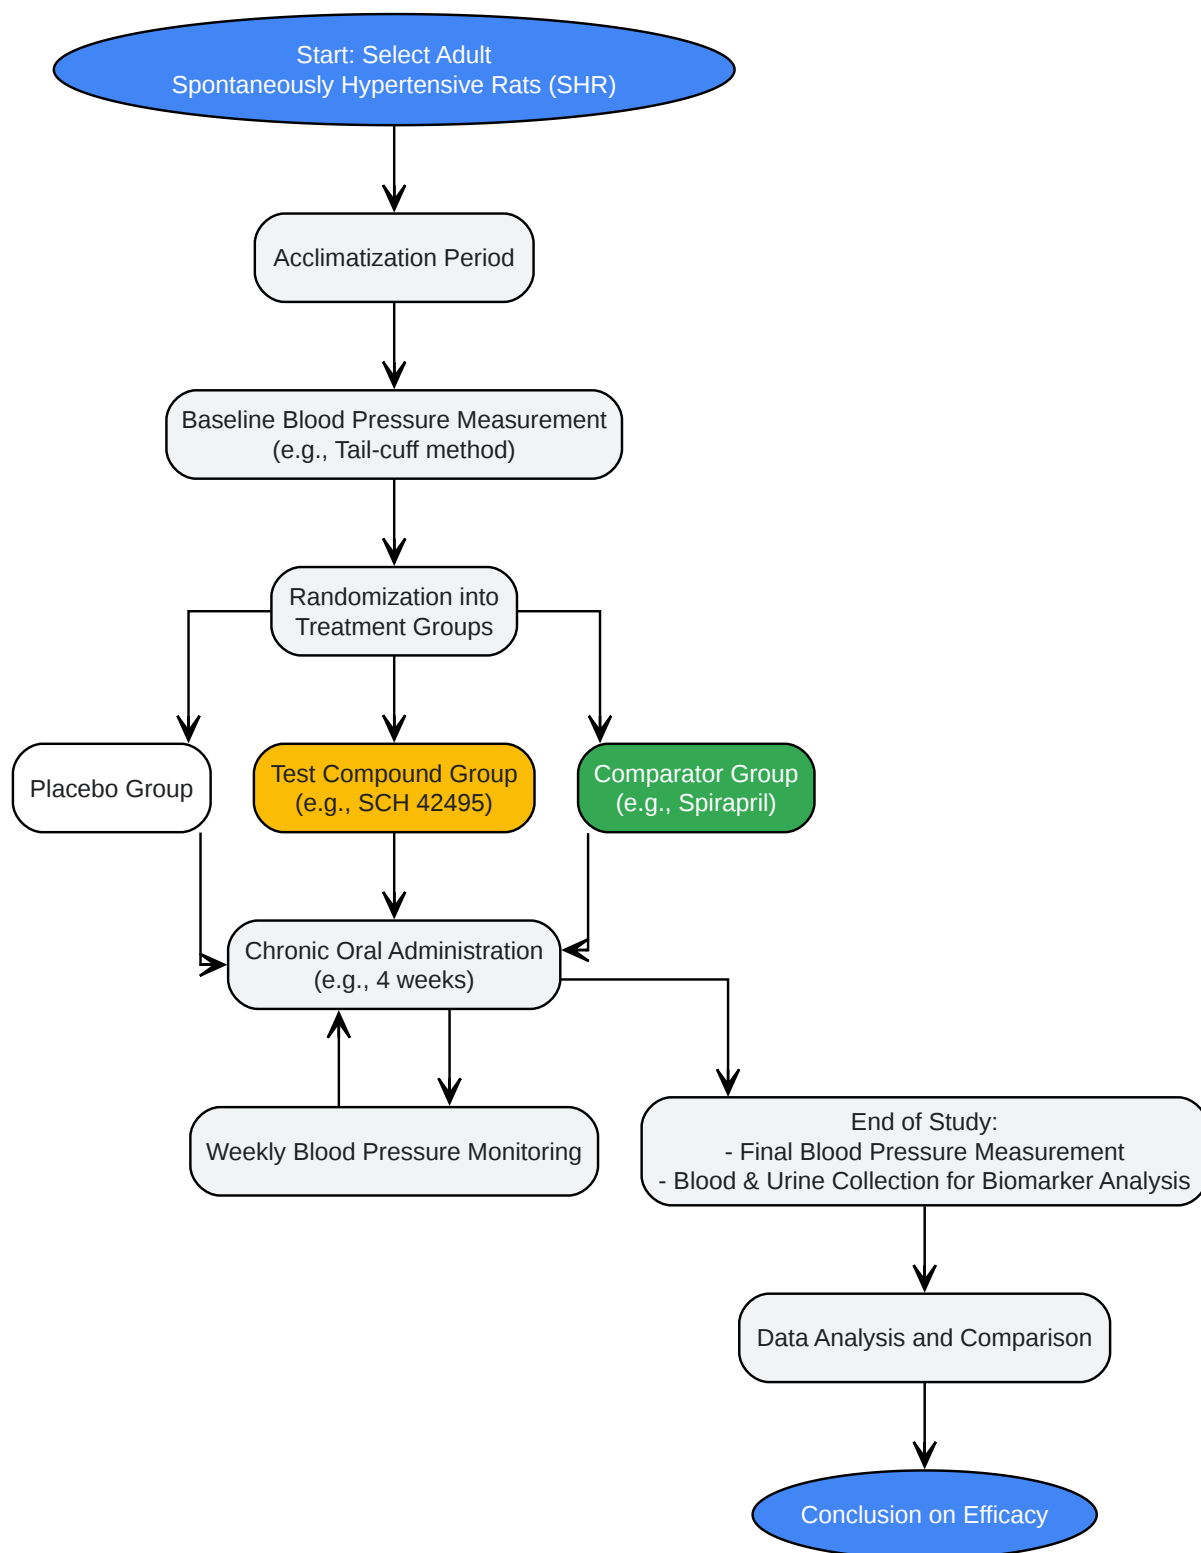 Start: Select Adult
Spontaneously Hypertensive Rats (SHR)
Acclimatization Period
Baseline Blood Pressure Measurement
(e.g., Tail-cuff method)
Randomization into
Treatment Groups
Placebo Group
Test Compound Group
(e.g., SCH 42495)
Comparator Group
(e.g., Spirapril)
Chronic Oral Administration
(e.g., 4 weeks)
Weekly Blood Pressure Monitoring
End of Study:
- Final Blood Pressure Measurement
- Blood & Urine Collection for Biomarker Analysis
Data Analysis and Comparison
Conclusion on Efficacy